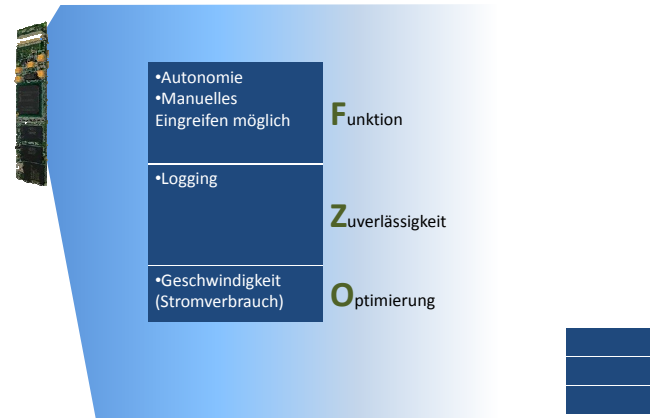 •Autonomie
•Manuelles
Eingreifen möglich
Funktion
•Logging
Zuverlässigkeit
•Geschwindigkeit
(Stromverbrauch)
Optimierung